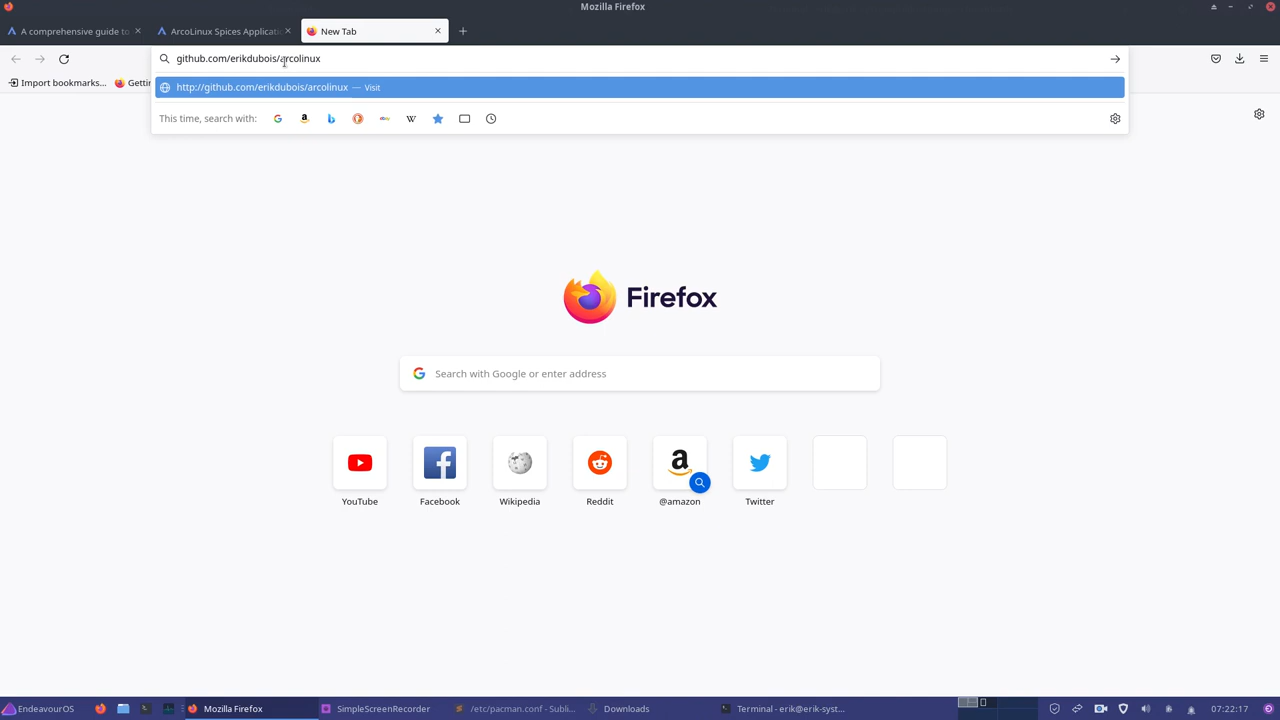 Mozilla Firefox
A comprehensive guide to
ArcoLinux Spices Applicati
New Tab
github.com/erikdubois/arcolinux
Import bookmarks...
Gettin
http://github.com/erikdubois/arcolinux — Visit
This time, search with:
Firefox
Search with Google or enter address
YouTube
Facebook
Wikipedia
Reddit
@amazon
Twitter
EndeavourOS
Mozilla Firefox
SimpleScreenRecorder
/etc/pacman.conf - Subli...
Downloads
Terminal — erik@erik-syst...
07:22:17